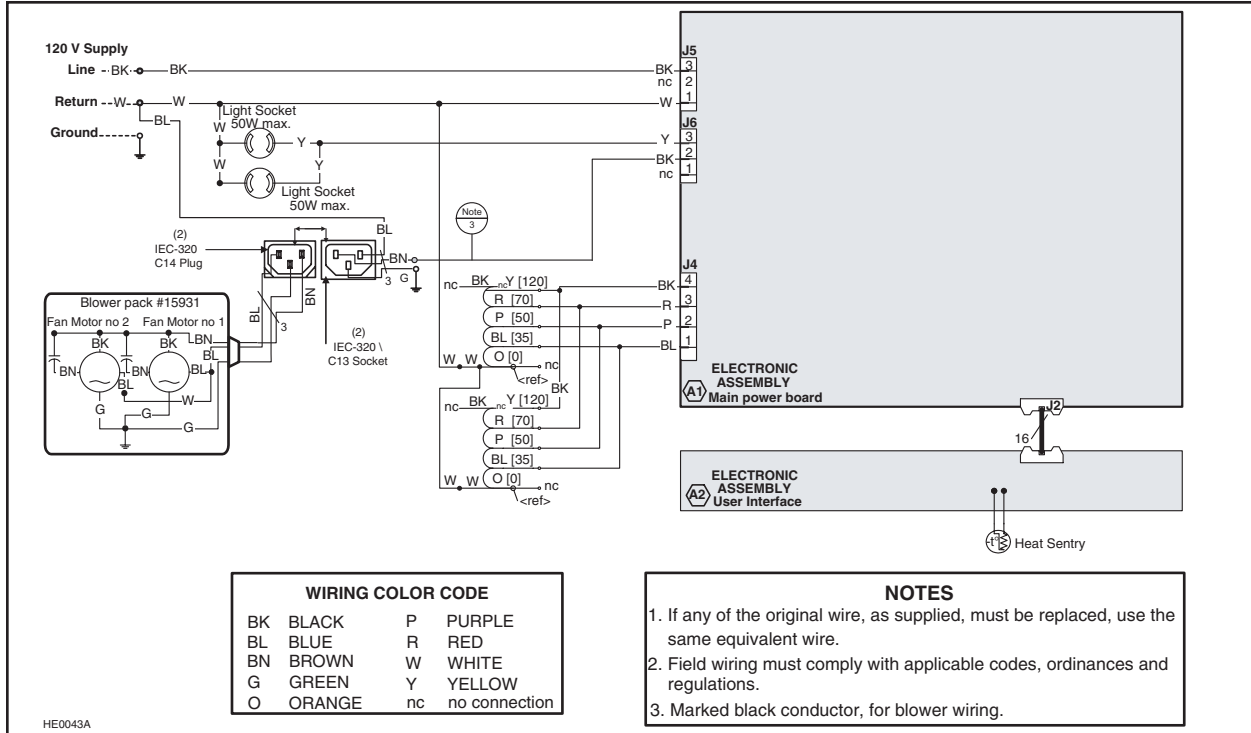 120 V Supply
Line BK BK
Return W W
Ground BL
Light Socket
50W max.
W
Y
W
Y
Light Socket
50W max.
J5
BK 3
nc 2
W 1
J6
Y 3
BK 2
nc 1
Note
3
(2)
IEC-320
C14 Plug
BL
BN
G
3
BL
3
BN
(2)
IEC-320 \
C13 Socket
Blower pack #15931
Fan Motor no 2 Fan Motor no 1
BK BK BN
BL
BN BN BL
BL
W
G G
G
nc BK nc Y [120]
R [70]
P [50]
BL [35]
W W O [0] nc
<ref>
BK
nc BK nc Y [120]
R [70]
P [50]
BL [35]
W W O [0] nc
<ref>
J4
BK 4
R 3
P 2
BL 1
ELECTRONIC
ASSEMBLY
A1 Main power board
J2
16
ELECTRONIC
ASSEMBLY
A2 User Interface
-t° Heat Sentry
WIRING COLOR CODE
BK BLACK P PURPLE
BL BLUE R RED
BN BROWN W WHITE
G GREEN Y YELLOW
O ORANGE nc no connection
NOTES
1. If any of the original wire, as supplied, must be replaced, use the
same equivalent wire.
2. Field wiring must comply with applicable codes, ordinances and
regulations.
3. Marked black conductor, for blower wiring.
HE0043A